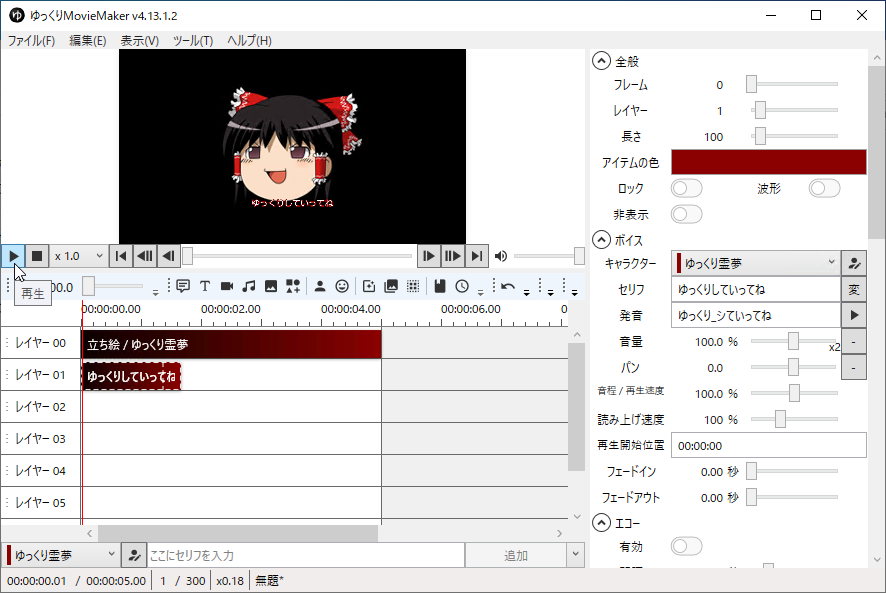 ゆっくりMovieMaker v4.13.1.2
ファイル(F) 編集(E) 表示(V) ツール(T) ヘルプ(H)
ゆっくりしていってね
x 1.0
00.0
再生
00:00:00.00 00:00:02.00 00:00:04.00 00:00:06.00 0
レイヤー 00 立ち絵 / ゆっくり霊夢
レイヤー 01 ゆっくりしていってね
レイヤー 02
レイヤー 03
レイヤー 04
レイヤー 05
ゆっくり霊夢 ここにセリフを入力 追加
00:00:00.01 / 00:00:05.00 1 / 300 x0.18 無題*
全般
フレーム 0
レイヤー 1
長さ 100
アイテムの色
ロック 波形
非表示
ボイス
キャラクター ゆっくり霊夢
セリフ ゆっくりしていってね 変
発音 ゆっくり_シていってね
音量 100.0 % x2 -
パン 0.0 -
音程 / 再生速度 100.0 %
読み上げ速度 100 %
再生開始位置 00:00:00
フェードイン 0.00 秒
フェードアウト 0.00 秒
エコー
有効